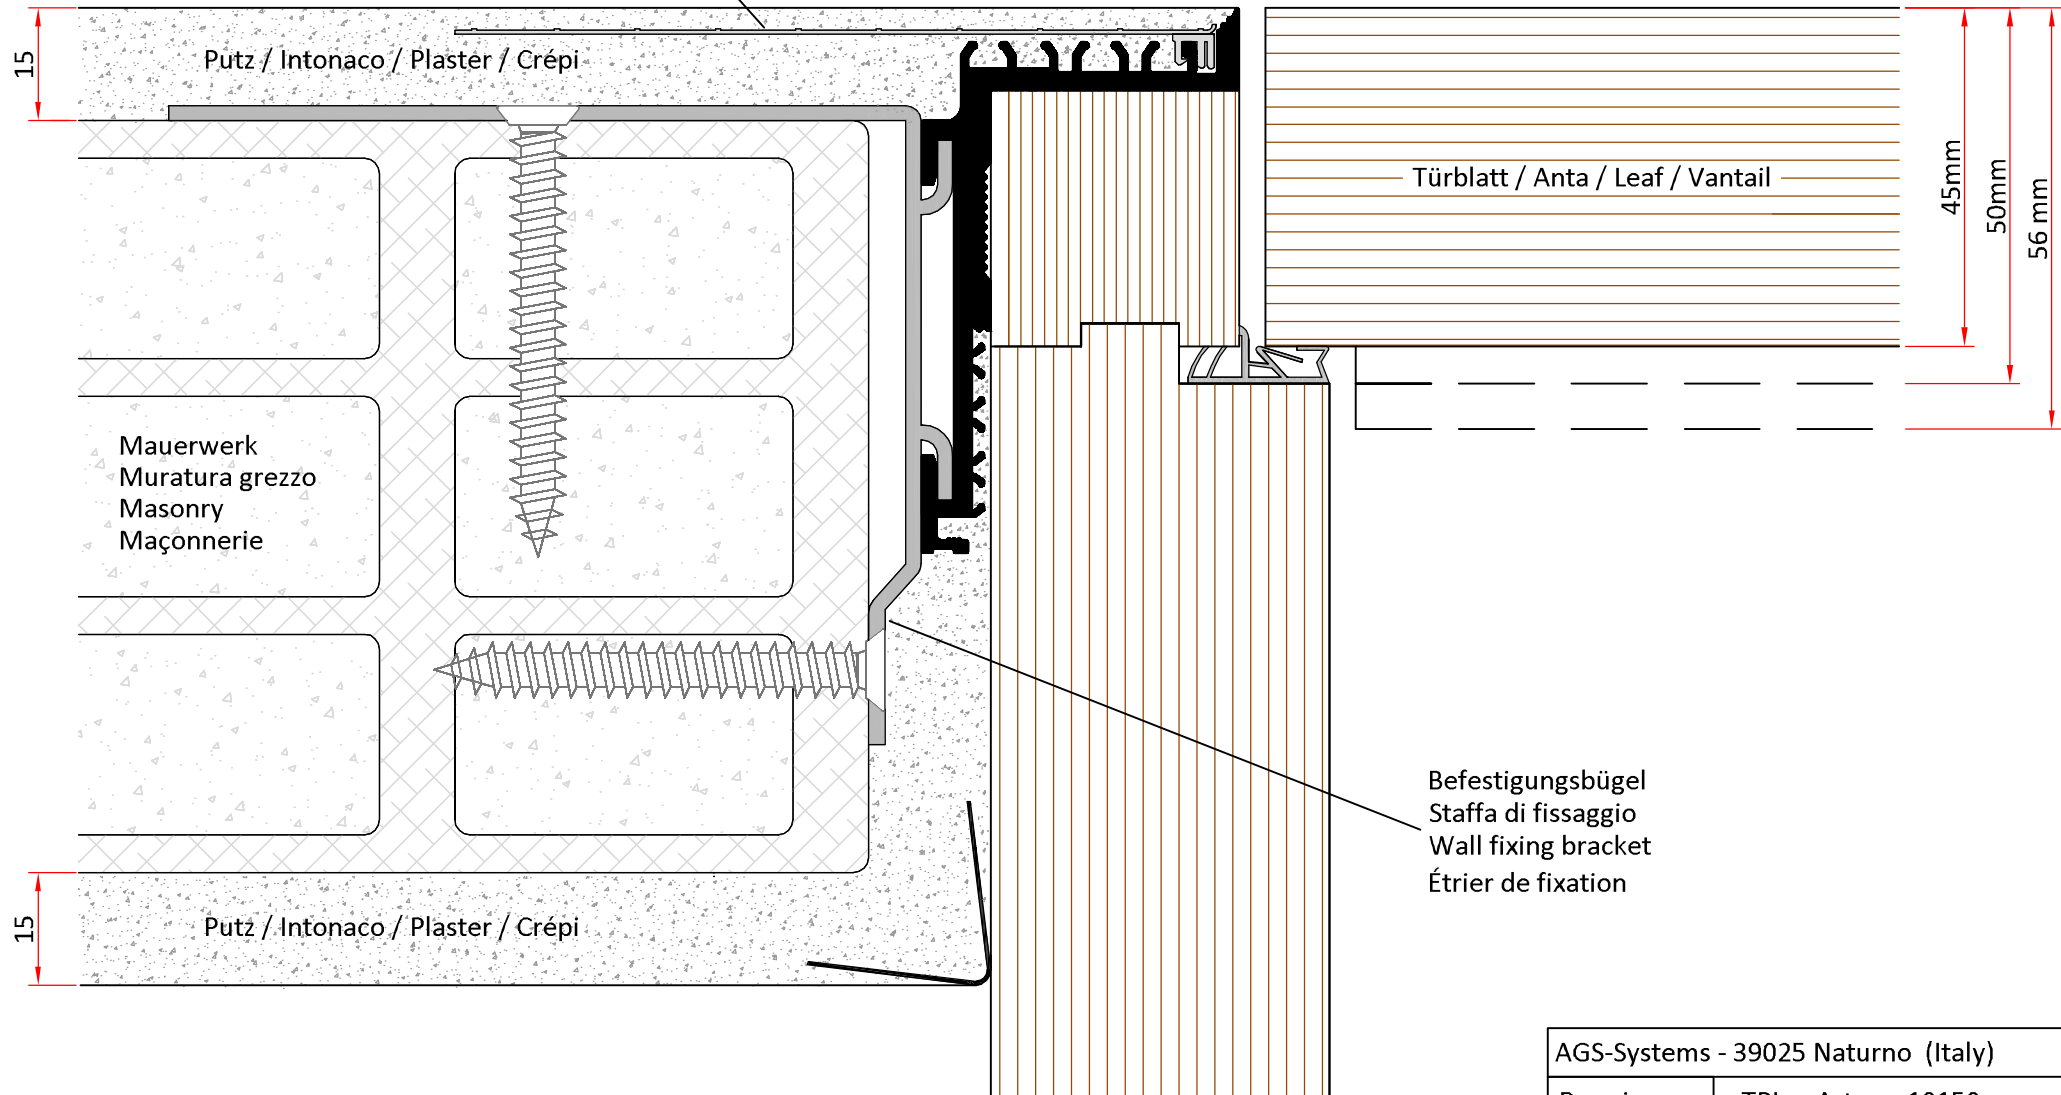 15
Putz / Intonaco / Plaster / Crépi
Türblatt / Anta / Leaf / Vantail
45mm
50mm
56 mm
Mauerwerk
Muratura grezzo
Masonry
Maçonnerie
Befestigungsbügel
Staffa di fissaggio
Wall fixing bracket
Étrier de fixation
15
Putz / Intonaco / Plaster / Crépi
AGS-Systems - 39025 Naturno (Italy)